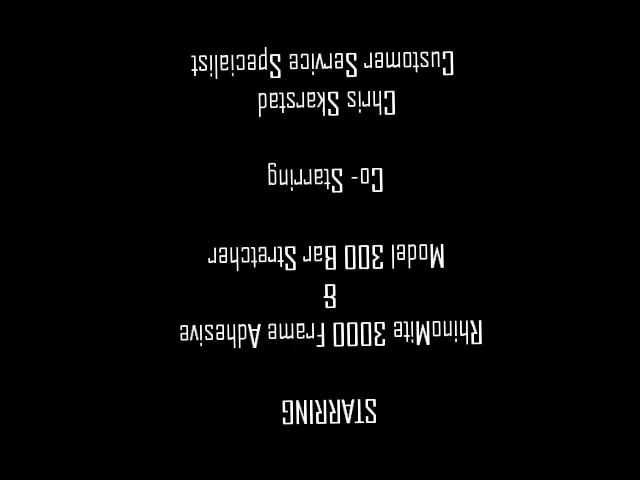 STARRING
RhinoMite 3000 Frame Adhesive
&
Model 300 Bar Stretcher
Co- Starring
Chris Skarstad
Customer Service Specialist